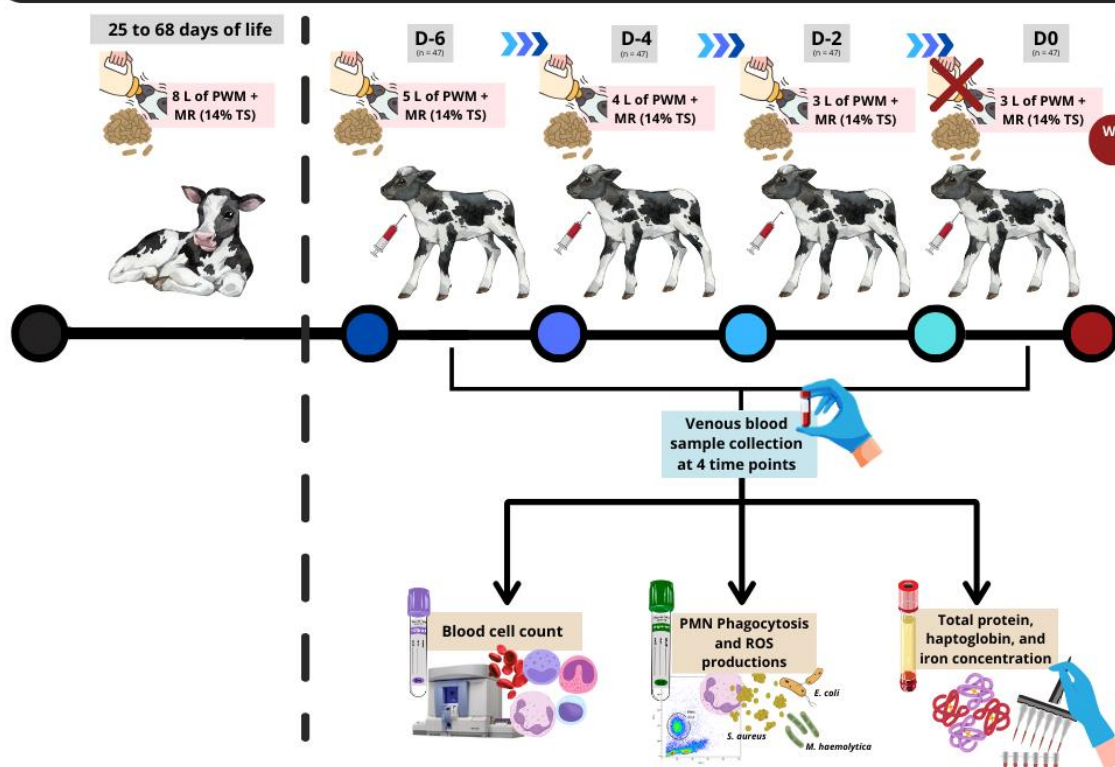 25 to 68 days of life
8 L of PWM +
MR (14% TS)
D-6
(n = 47)
5 L of PWM +
MR (14% TS)
D-4
(n = 47)
4 L of PWM +
MR (14% TS)
D-2
(n = 47)
3 L of PWM +
MR (14% TS)
D0
(n = 47)
3 L of PWM +
MR (14% TS)
W
Venous blood
sample collection
at 4 time points
Blood cell count
PMN Phagocytosis
and ROS
productions
E. coli
S. aureus
M. haemolytica
Total protein,
haptoglobin, and
iron concentration